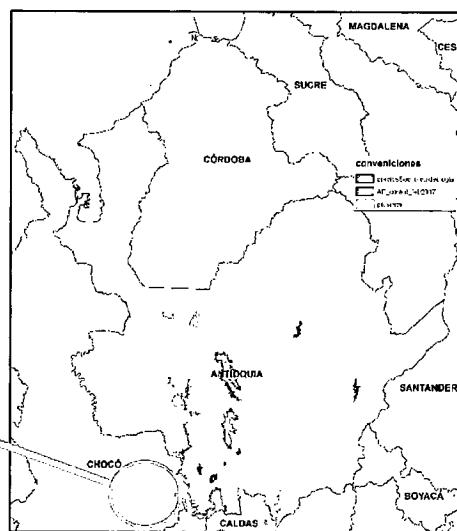 MAGDALENA
CES
SUCRE
CÓRDOBA
convenciones
ANTIOQUIA
SANTANDER
CHOCÓ
BOYACÁ
CALDAS